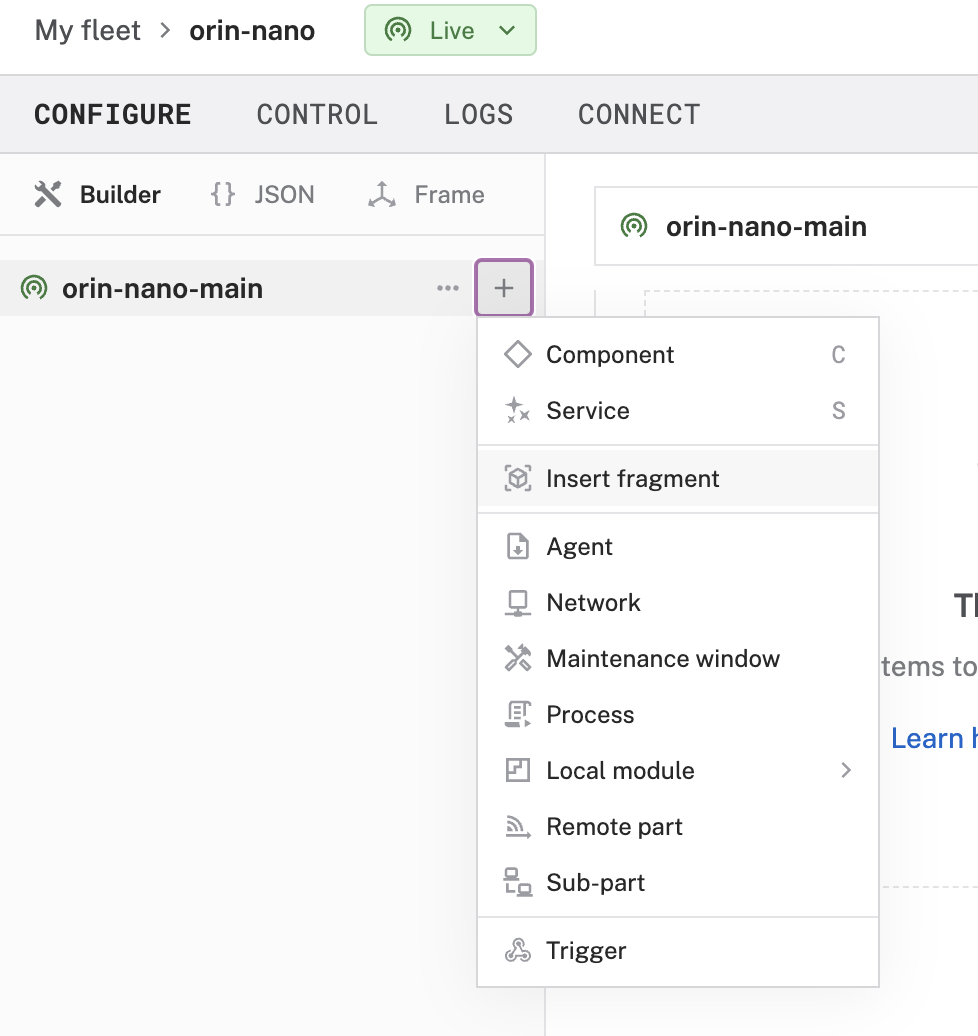 My fleet > orin-nano Live
CONFIGURE CONTROL LOGS CONNECT
Builder {} JSON Frame
orin-nano-main
orin-nano-main
Component C
Service S
Insert fragment
Agent
Network
Maintenance window
Process
Local module
Remote part
Sub-part
Trigger
tems to
Learn